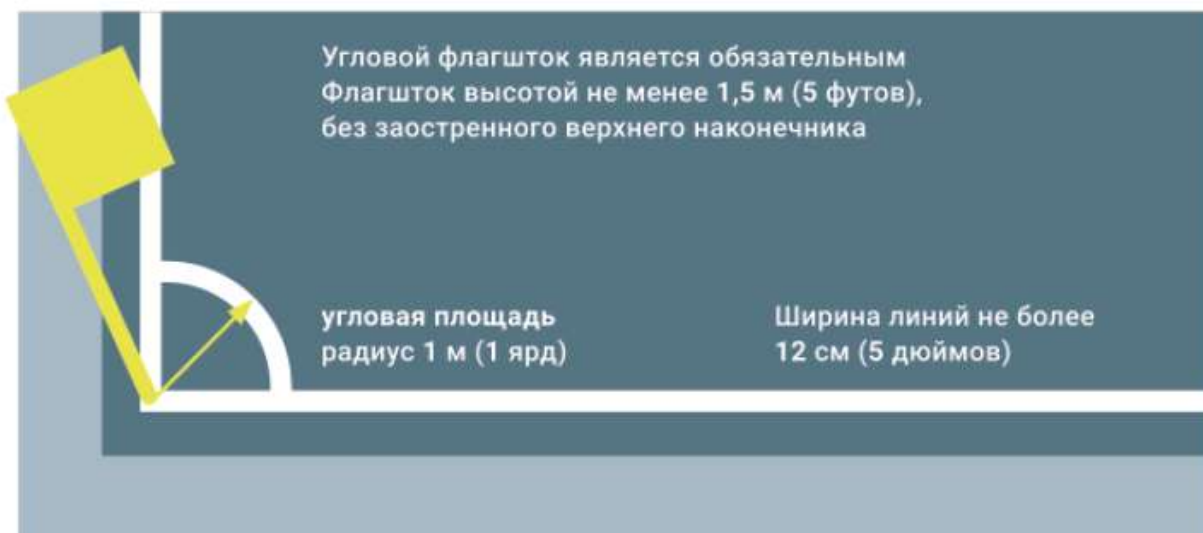 Угловой флагшток является обязательным
Флагшток высотой не менее 1,5 м (5 футов),
без заостренного верхнего наконечника
угловая площадь
радиус 1 м (1 ярд)
Ширина линий не более
12 см (5 дюймов)